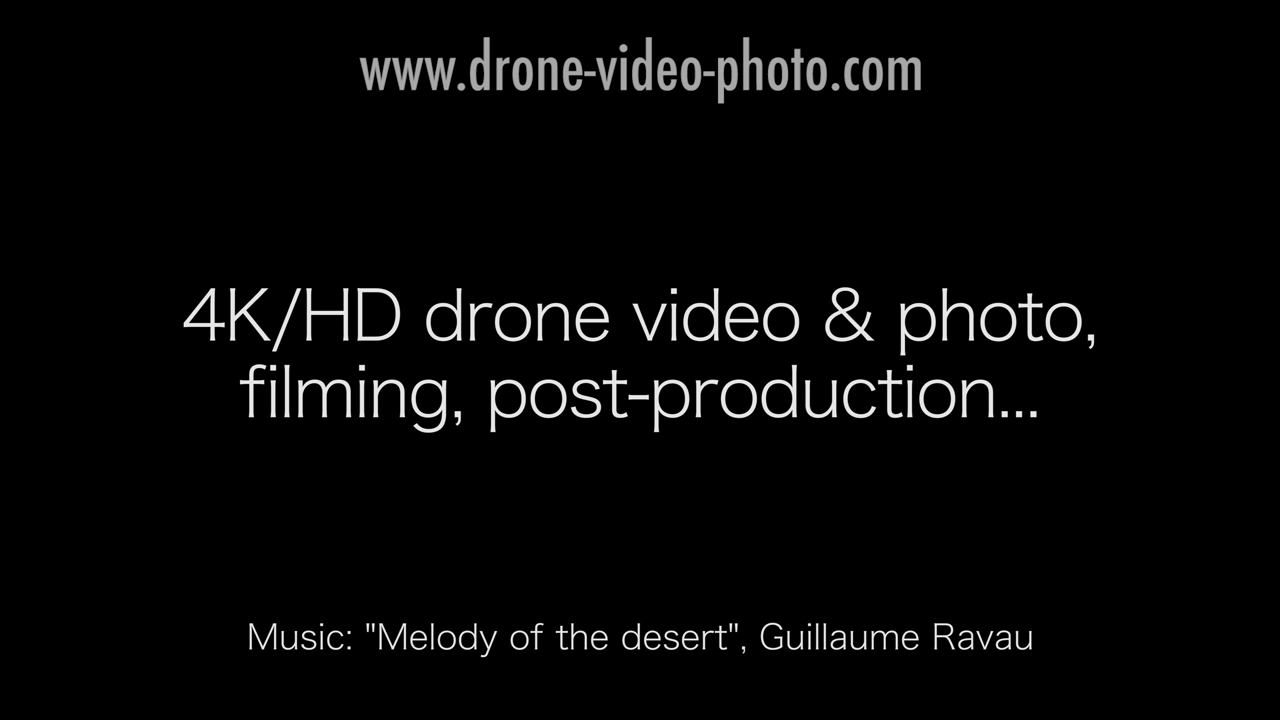 www.drone-video-photo.com
4K/HD drone video & photo,
filming, post-production...
Music: "Melody of the desert", Guillaume Ravau